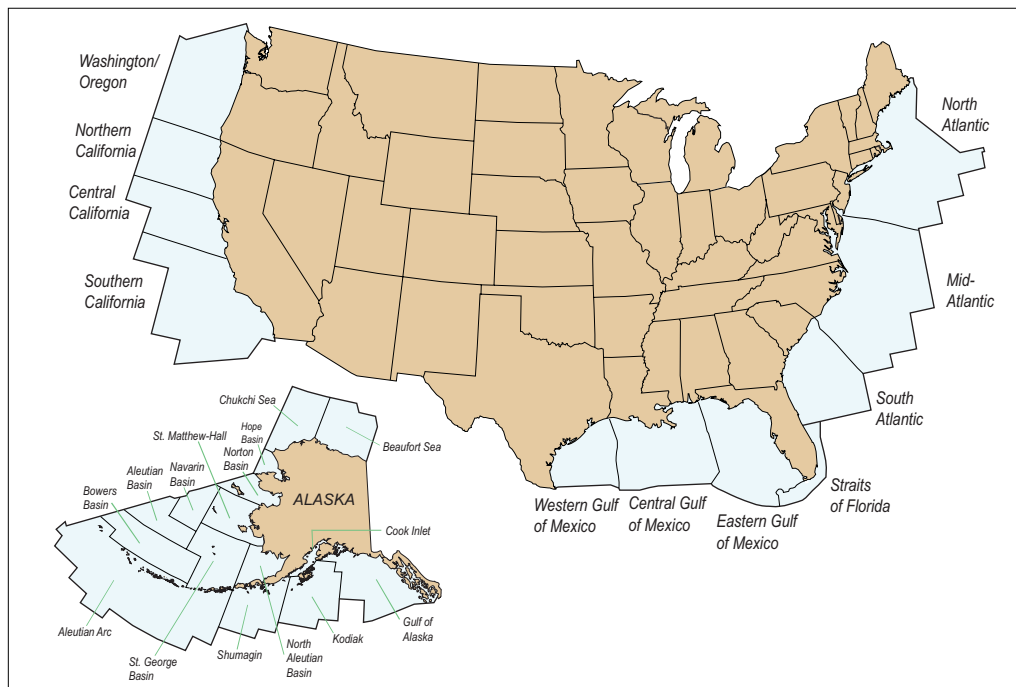 Washington/
Oregon
Northern
California
Central
California
Southern
California
North
Atlantic
Mid-
Atlantic
South
Atlantic
Straits
of Florida
Western Gulf
of Mexico
Central Gulf
of Mexico
Eastern Gulf
of Mexico
Chukchi Sea
Beaufort Sea
St. Matthew-Hall
Hope
Basin
Norton
Basin
Navarin
Basin
Aleutian
Basin
Bowers
Basin
ALASKA
Cook Inlet
Aleutian Arc
St. George
Basin
Shumagin
North
Aleutian
Basin
Kodiak
Gulf of
Alaska